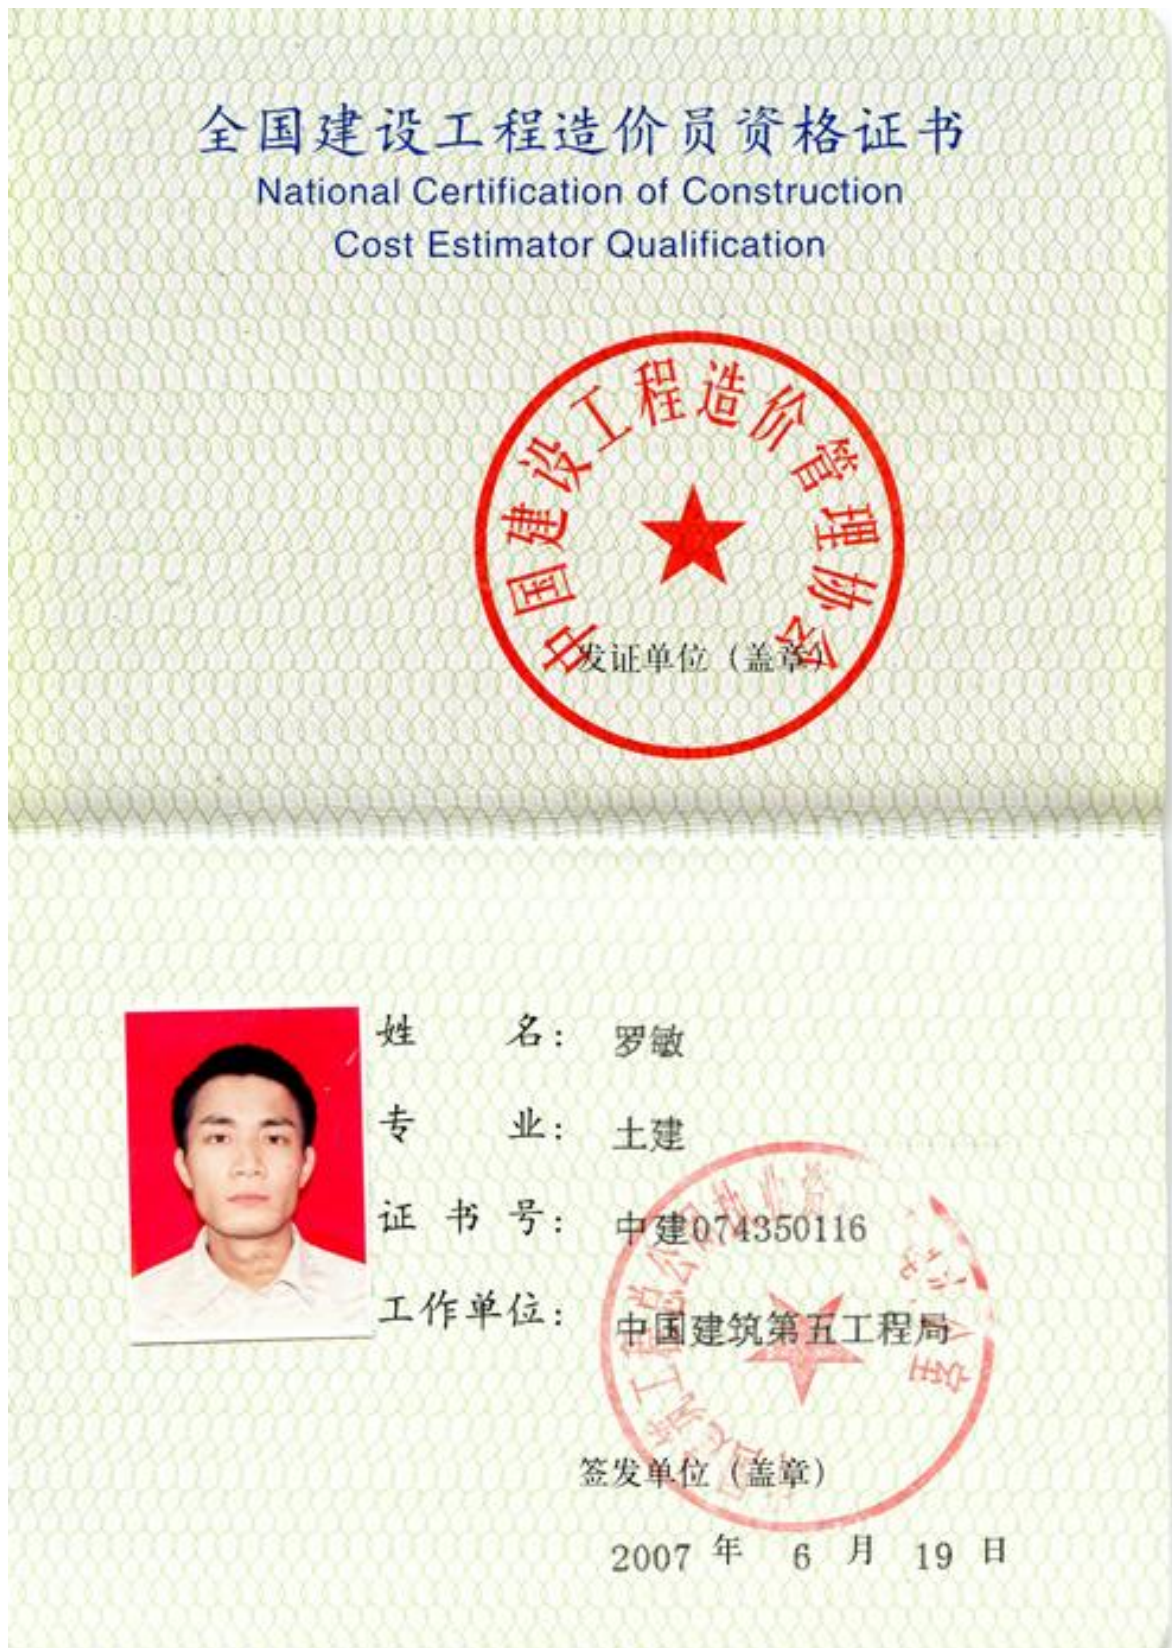 全国建设工程造价员资格证书
National Certification of Construction
Cost Estimator Qualification
中国建设工程造价管理协会
发证单位（盖章）
姓名： 罗敏
专业： 土建
证书号： 中建074350116
工作单位： 中国建筑第五工程局
签发单位（盖章）
2007 年 6 月 19 日